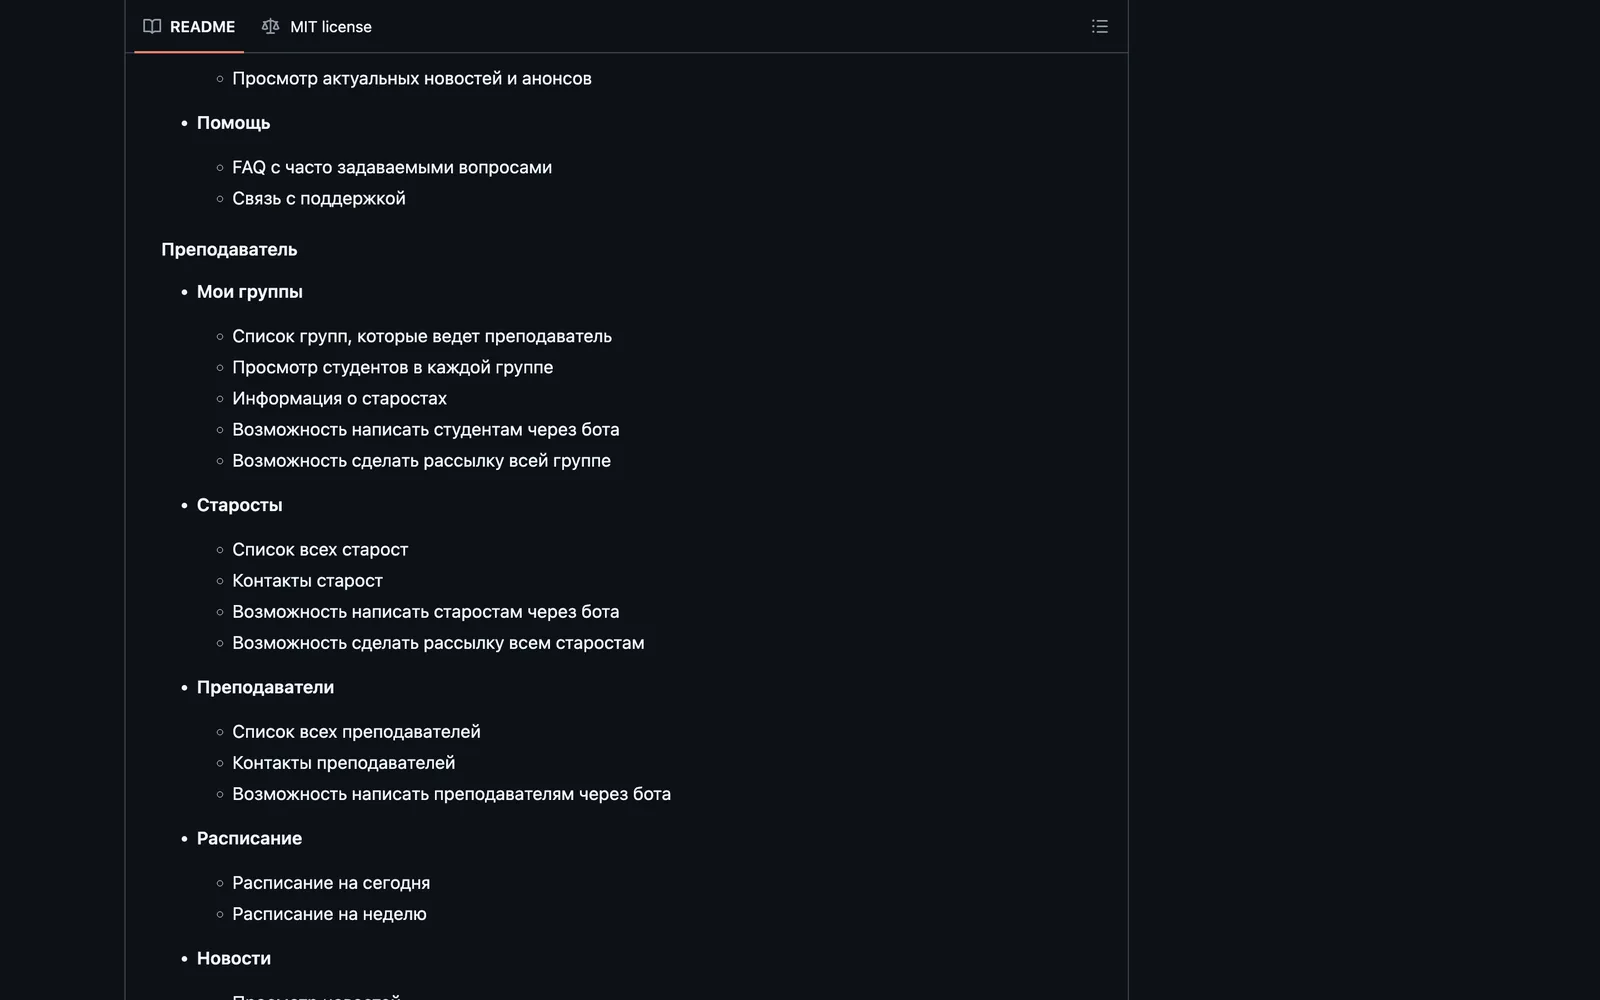 README MIT license
Просмотр актуальных новостей и анонсов
Помощь
FAQ с часто задаваемыми вопросами
Связь с поддержкой
Преподаватель
Мои группы
Список групп, которые ведет преподаватель
Просмотр студентов в каждой группе
Информация о старостах
Возможность написать студентам через бота
Возможность сделать рассылку всей группе
Старосты
Список всех старост
Контакты старост
Возможность написать старостам через бота
Возможность сделать рассылку всем старостам
Преподаватели
Список всех преподавателей
Контакты преподавателей
Возможность написать преподавателям через бота
Расписание
Расписание на сегодня
Расписание на неделю
Новости
Просмотр новостей